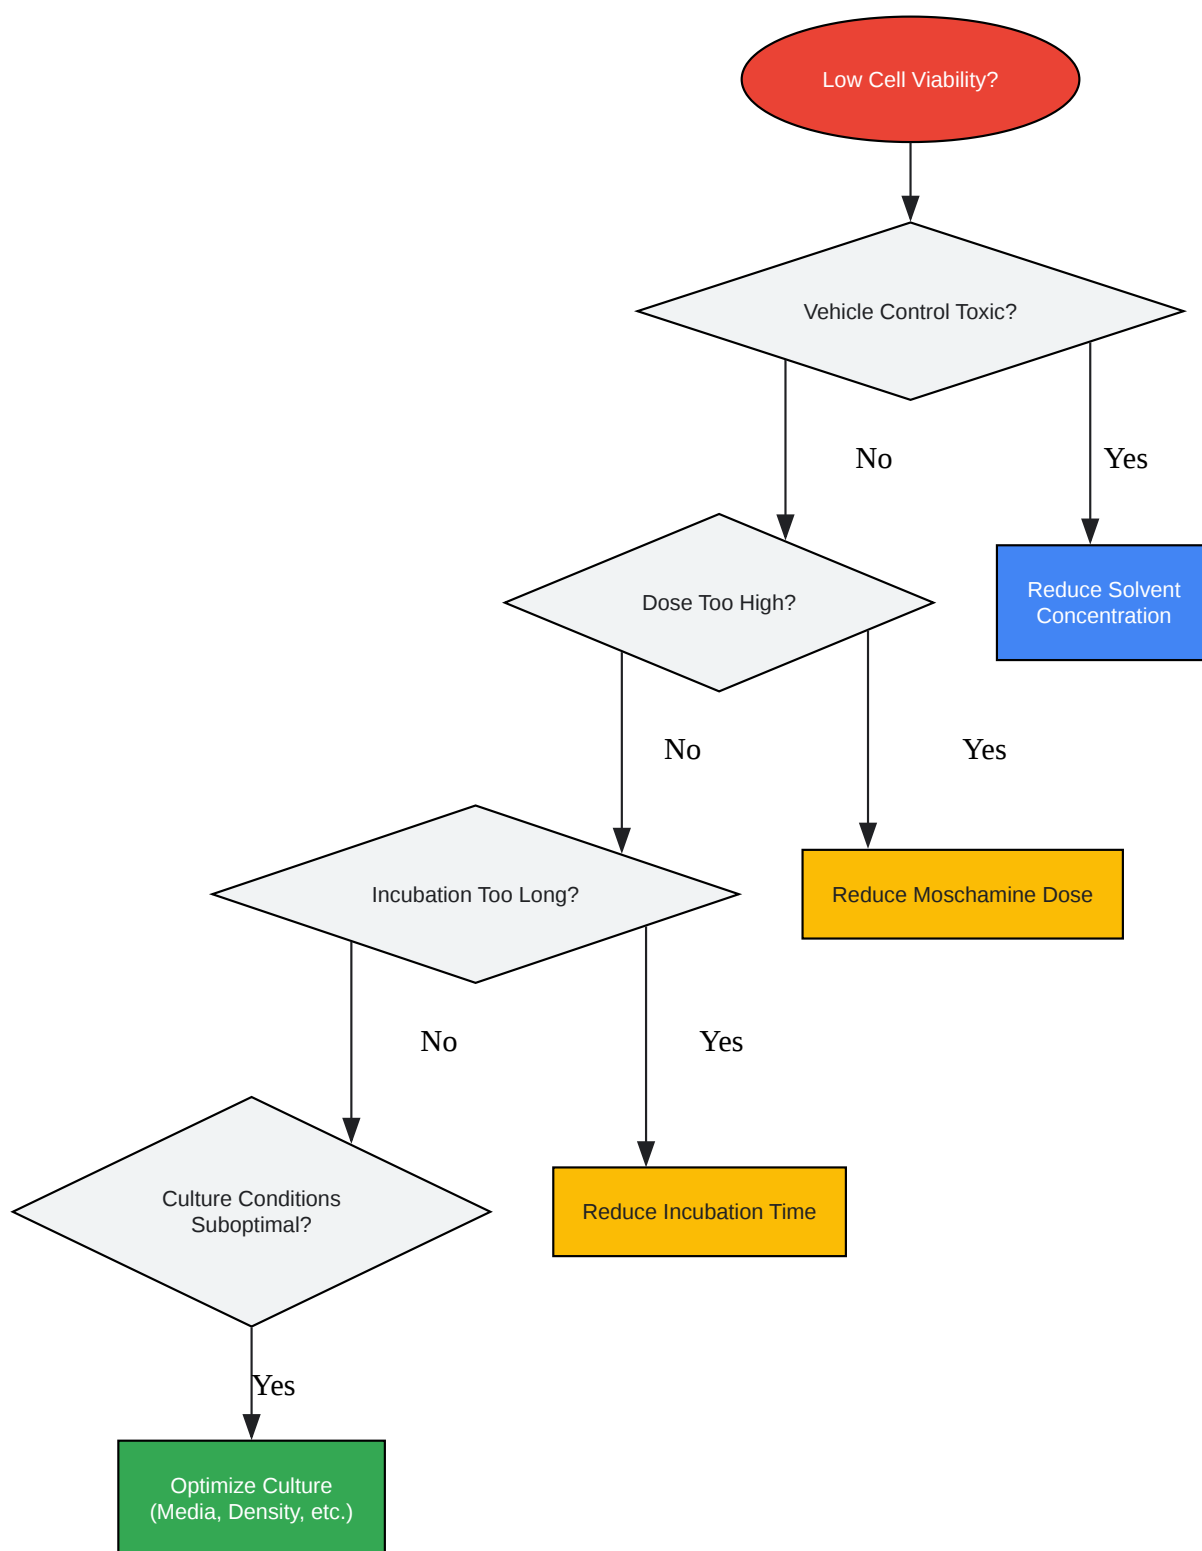 Low Cell Viability?
Vehicle Control Toxic?
No
Yes
Reduce Solvent
Concentration
Dose Too High?
No
Yes
Reduce Moschamine Dose
Incubation Too Long?
No
Yes
Reduce Incubation Time
Culture Conditions
Suboptimal?
Yes
Optimize Culture
(Media, Density, etc.)